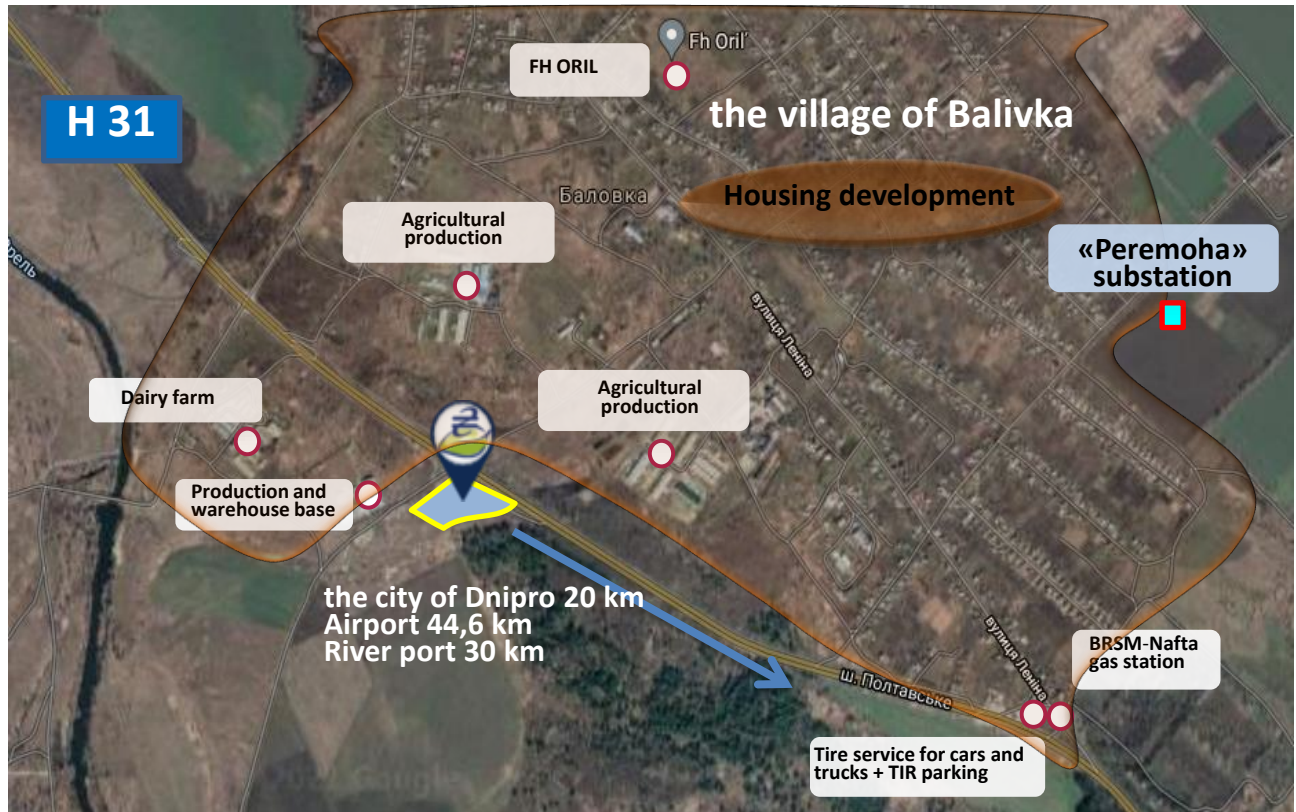 Fh Oril'
FH ORIL
H 31
the village of Balivka
Баловка
Housing development
Agricultural
production
«Peremoha»
substation
вулиця Леніна
Dairy farm
Agricultural
production
Production and
warehouse base
the city of Dnipro 20 km
Airport 44,6 km
River port 30 km
вулиця Леніна
BRSM-Nafta
gas station
ш. Полтавське
Tire service for cars and
trucks + TIR parking